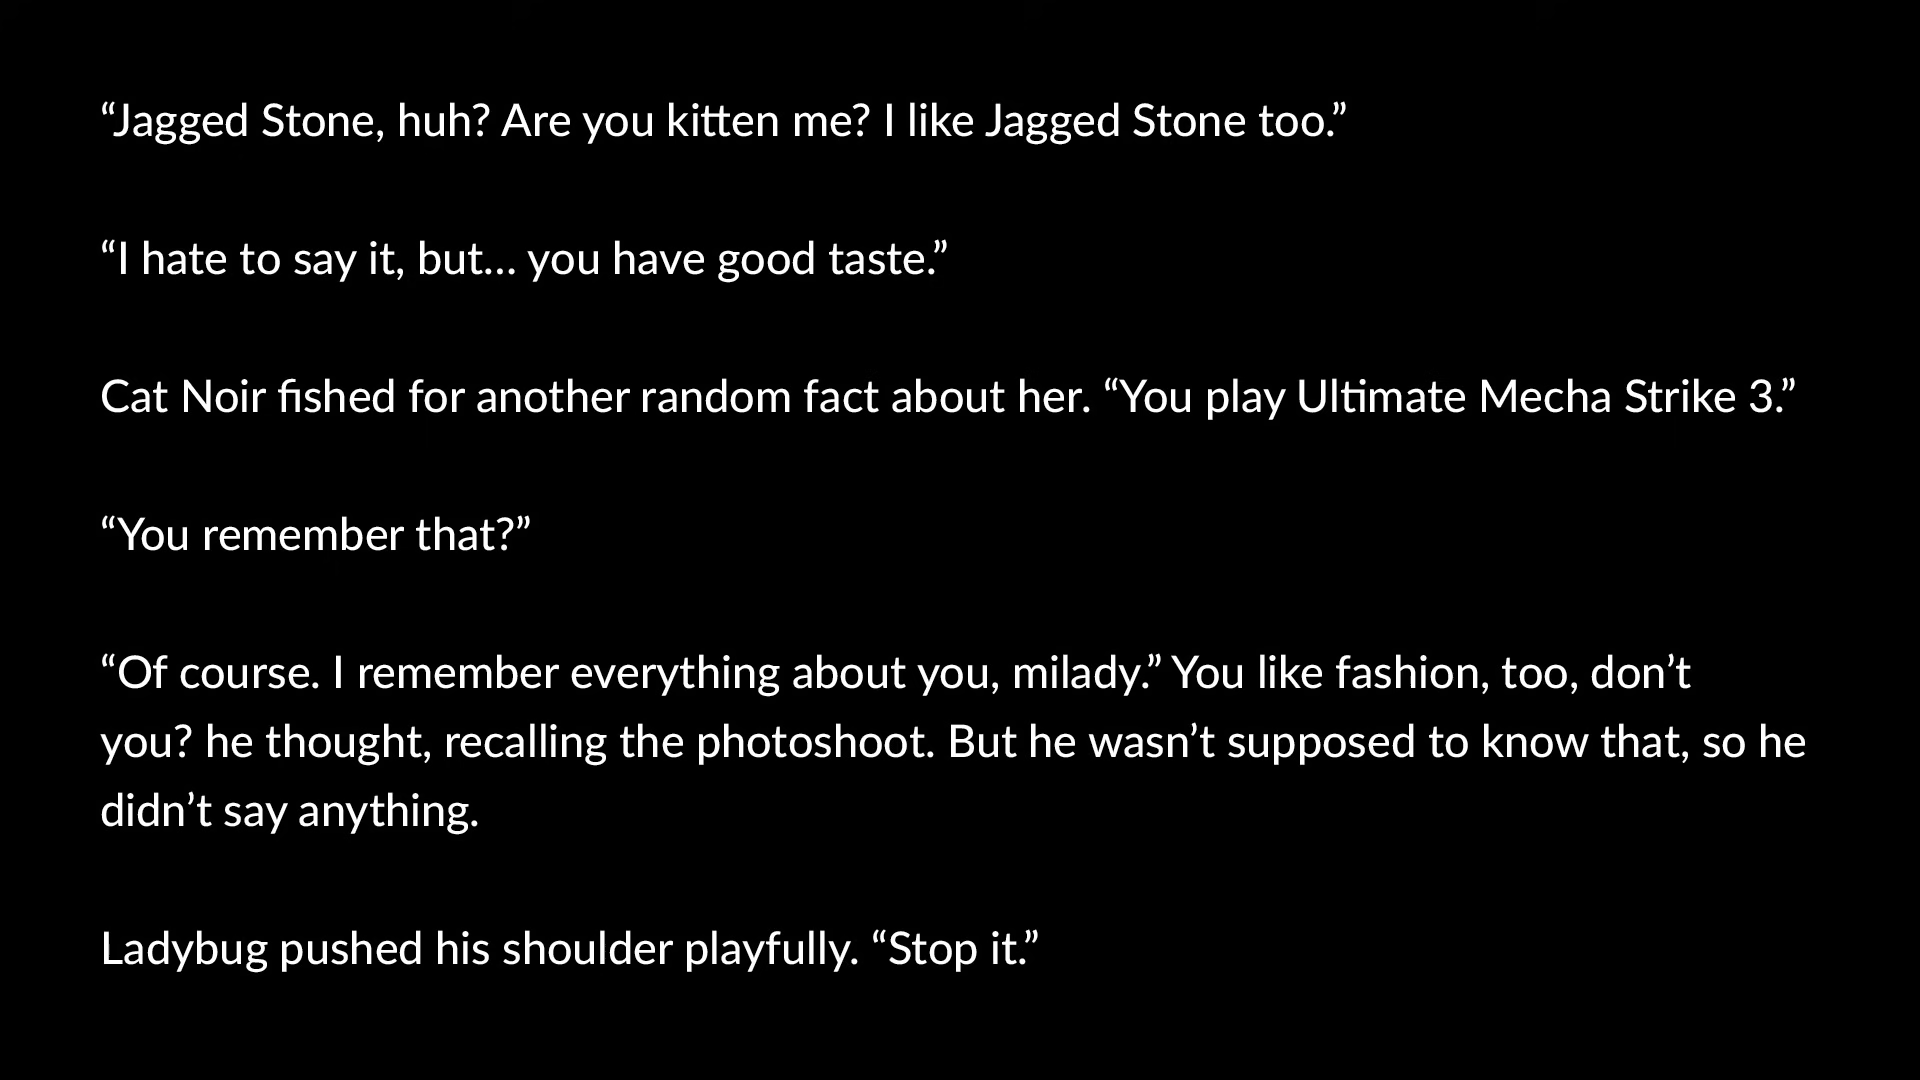 “Jagged Stone, huh? Are you kitten me? I like Jagged Stone too.”
“I hate to say it, but… you have good taste.”
Cat Noir fished for another random fact about her. “You play Ultimate Mecha Strike 3.”
“You remember that?”
“Of course. I remember everything about you, milady.” You like fashion, too, don’t
you? he thought, recalling the photoshoot. But he wasn’t supposed to know that, so he
didn’t say anything.
Ladybug pushed his shoulder playfully. “Stop it.”